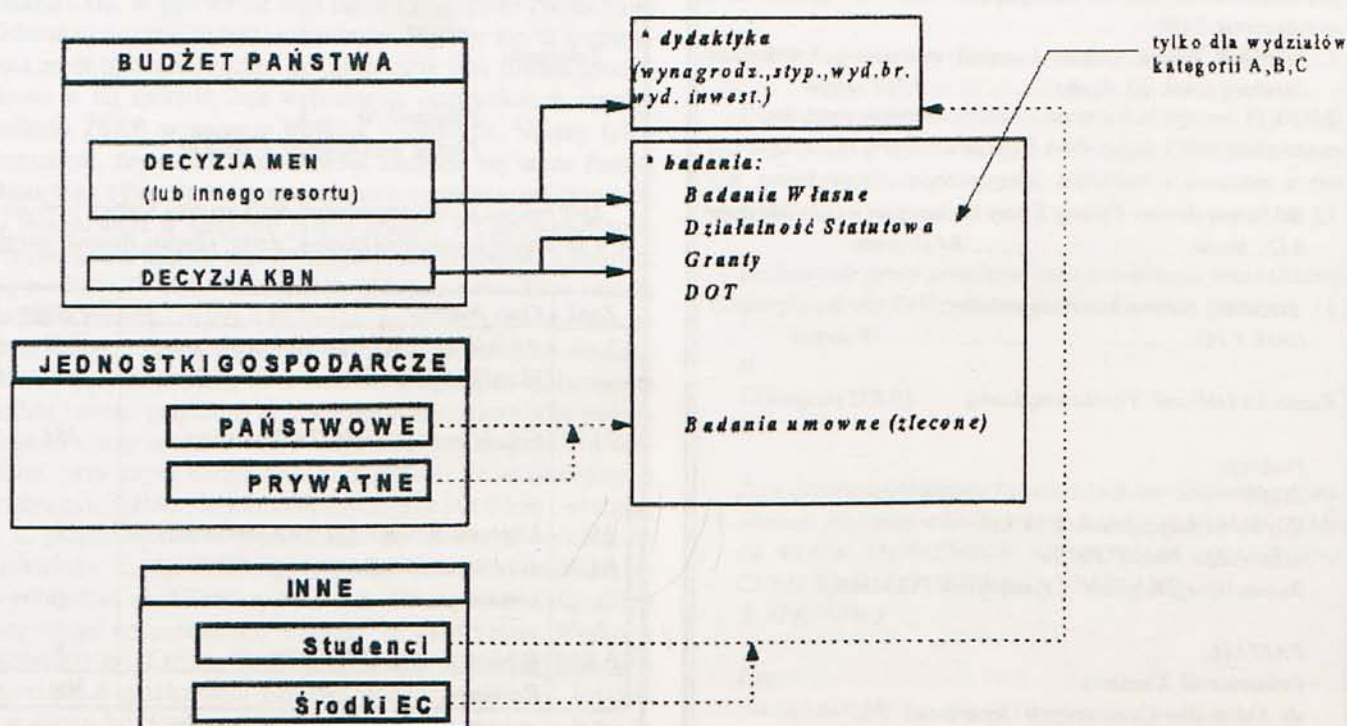 BUDŻET PAŃSTWA
DECYZJA MEN
(lub innego resortu)
DECYZJA KBN
JEDNOSTKI GOSPODARCZE
PAŃSTWOWE
PRYWATNE
INNE
Studenci
Środki EC
* dydaktyka
(wynagrodz.,styp.,wyd.br.
wyd. inwest.)
* badania:
Badania Własne
Działalność Statutowa
Granty
DOT
Badania umowne (zlecone)
tylko dla wydziałów
kategorii A,B,C